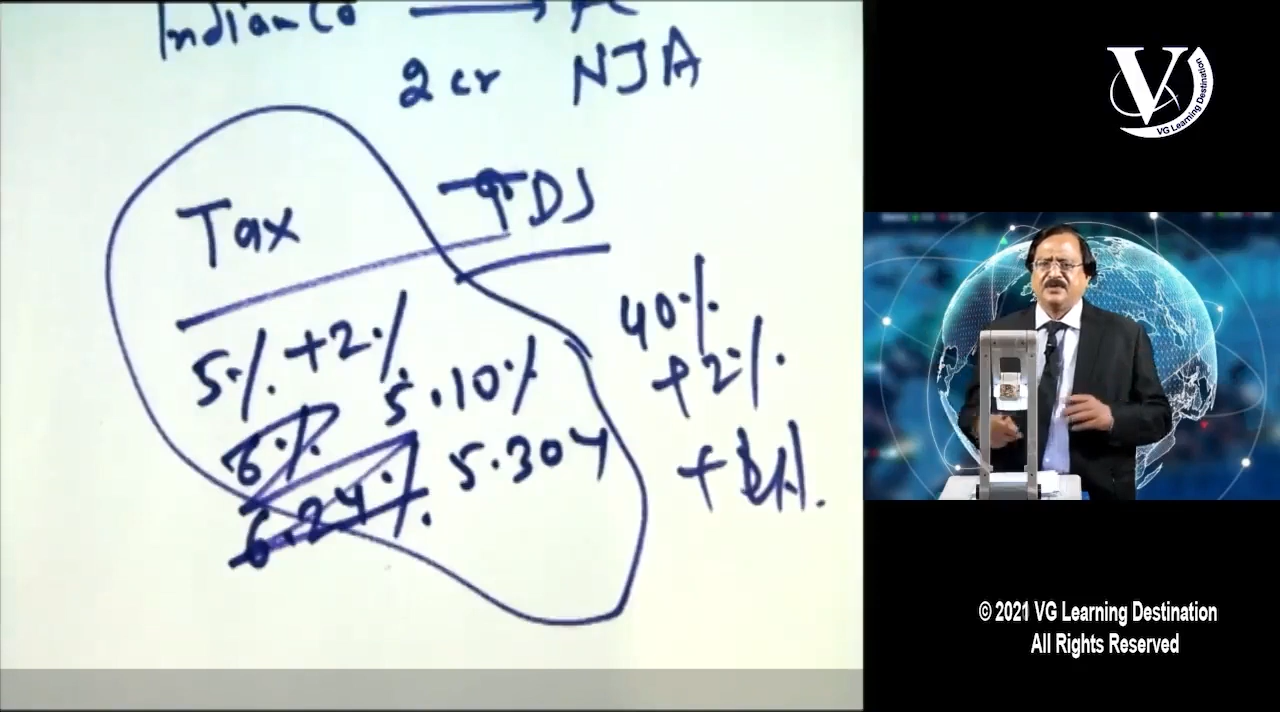 Indian Co
2 cr NJA
Tax TDS
5% + 2%
5.10%
6%
5.304
6.24%
40%
+ 2%
V
VG Learning Destination
© 2021 VG Learning Destination
All Rights Reserved